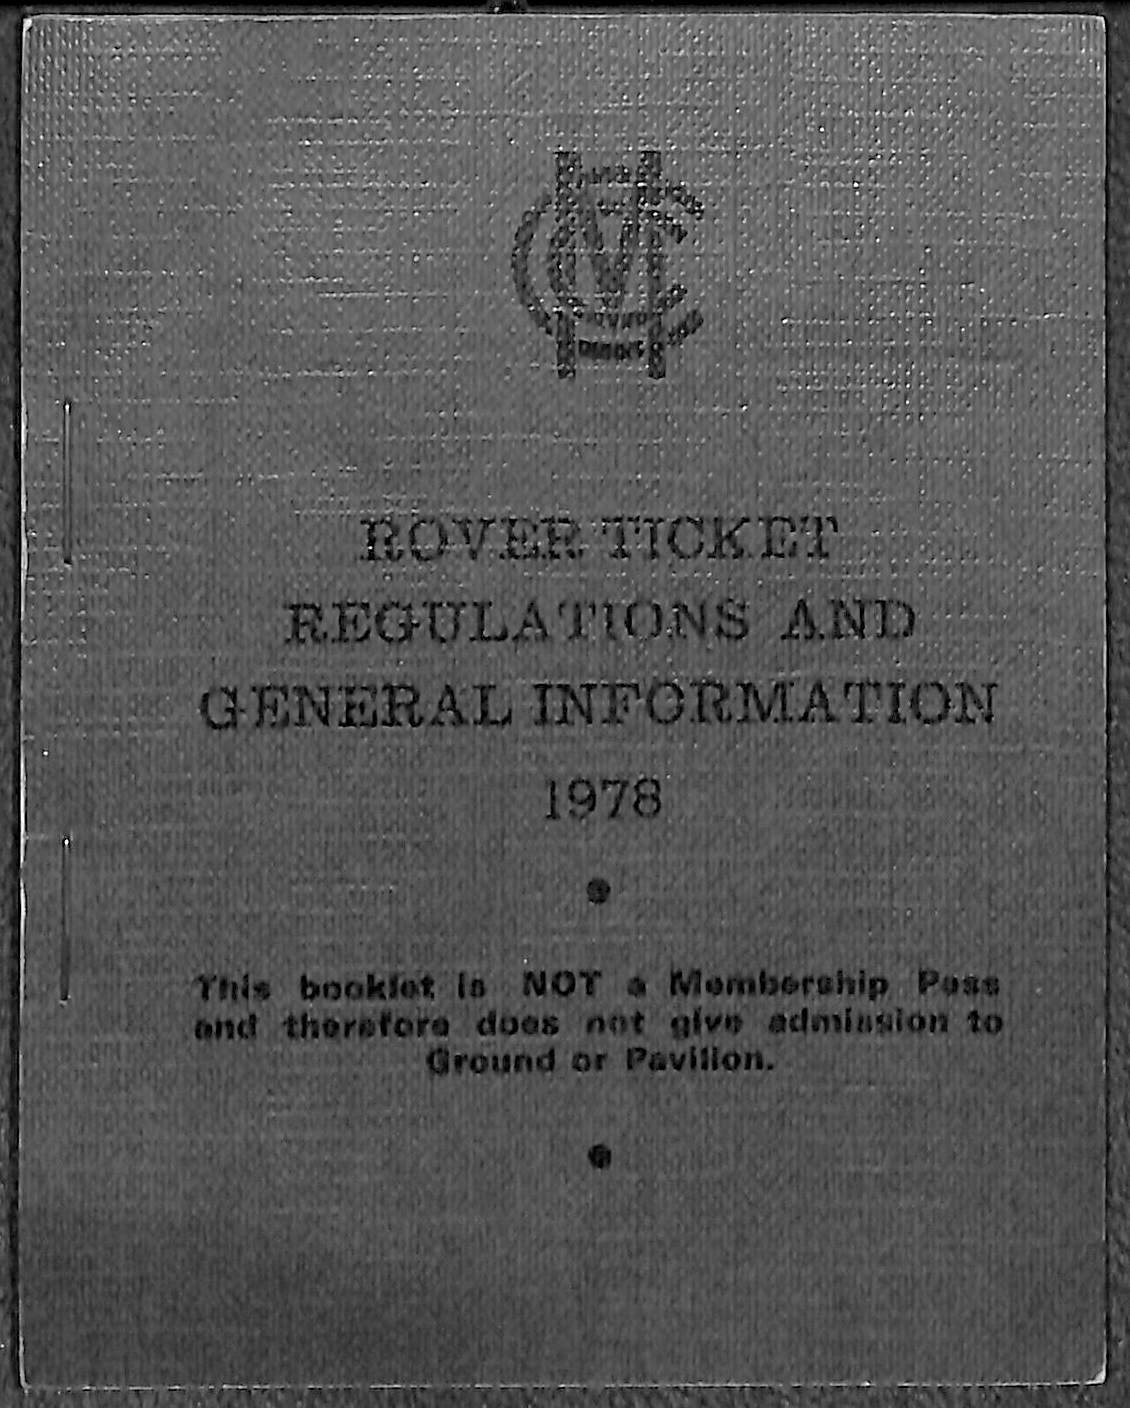 MCC
ROVER TICKET
REGULATIONS AND
GENERAL INFORMATION
1978
This booklet is NOT a Membership Pass
and therefore does not give admission to
Ground or Pavilion.